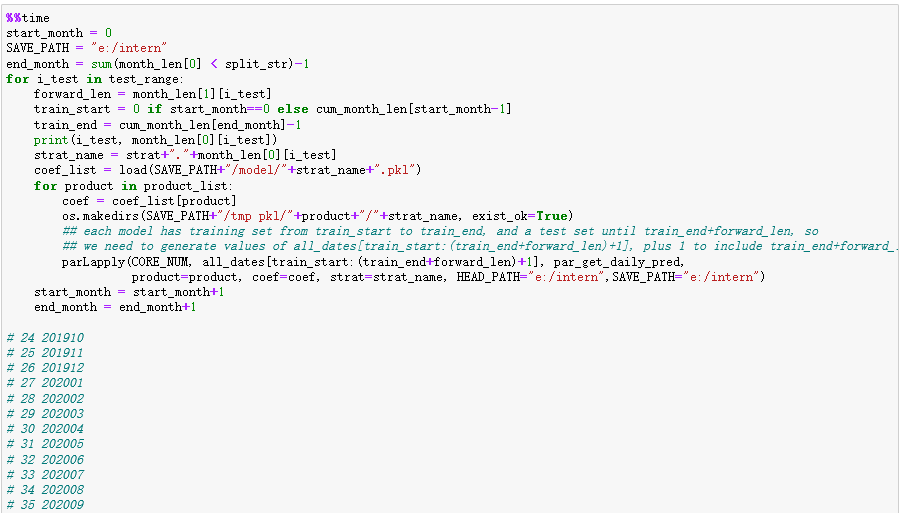 %%time
start_month = 0
SAVE_PATH = "e:/intern"
end_month = sum(month_len[0] < split_str)-1
for i_test in test_range:
    forward_len = month_len[1][i_test]
    train_start = 0 if start_month==0 else cum_month_len[start_month-1]
    train_end = cum_month_len[end_month]-1
    print(i_test, month_len[0][i_test])
    strat_name = strat+"."+month_len[0][i_test]
    coef_list = load(SAVE_PATH+"/model/"+strat_name+".pkl")
    for product in product_list:
        coef = coef_list[product]
        os.makedirs(SAVE_PATH+"/tmp pkl/"+product+"/"+strat_name, exist_ok=True)
        ## each model has training set from train_start to train_end, and a test set until train_end+forward_len, so
        ## we need to generate values of all_dates[train_start:(train_end+forward_len)+1], plus 1 to include train_end+forward_
        parLapply(CORE_NUM, all_dates[train_start:(train_end+forward_len)+1], par_get_daily_pred,
                  product=product, coef=coef, strat=strat_name, HEAD_PATH="e:/intern",SAVE_PATH="e:/intern")
    start_month = start_month+1
    end_month = end_month+1

# 24 201910
# 25 201911
# 26 201912
# 27 202001
# 28 202002
# 29 202003
# 30 202004
# 31 202005
# 32 202006
# 33 202007
# 34 202008
# 35 202009